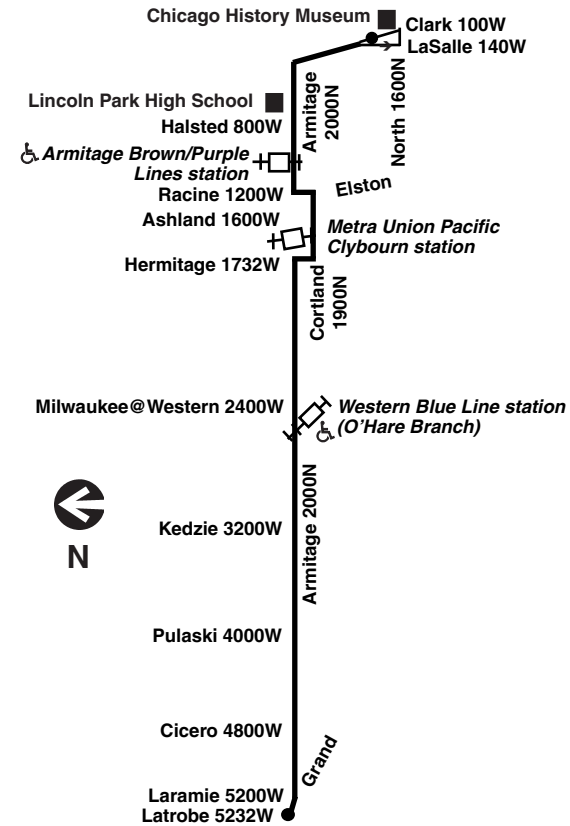 Chicago History Museum
Clark 100W
LaSalle 140W
North 1600N
Armitage
2000N
Lincoln Park High School
Halsted 800W
Armitage Brown/Purple
Lines station
Racine 1200W
Elston
Ashland 1600W
Metra Union Pacific
Clybourn station
Hermitage 1732W
Cortland
1900N
Milwaukee@Western 2400W
Western Blue Line station
(O'Hare Branch)
Armitage 2000N
N
Kedzie 3200W
Pulaski 4000W
Cicero 4800W
Grand
Laramie 5200W
Latrobe 5232W